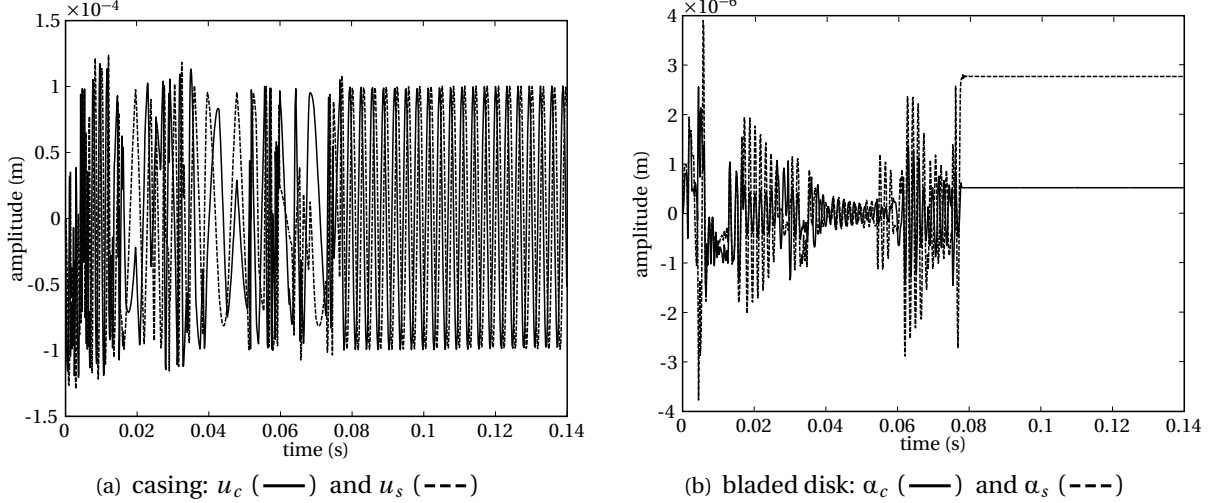 ×10⁻⁴
1.5
1
0.5
0
-0.5
-1
-1.5
amplitude (m)
0 0.02 0.04 0.06 0.08 0.1 0.12 0.14
time (s)
(a) casing: u_c (——) and u_s (---)
×10⁻⁶
4
3
2
1
0
-1
-2
-3
-4
amplitude (m)
0 0.02 0.04 0.06 0.08 0.1 0.12 0.14
time (s)
(b) bladed disk: α_c (——) and α_s (---)